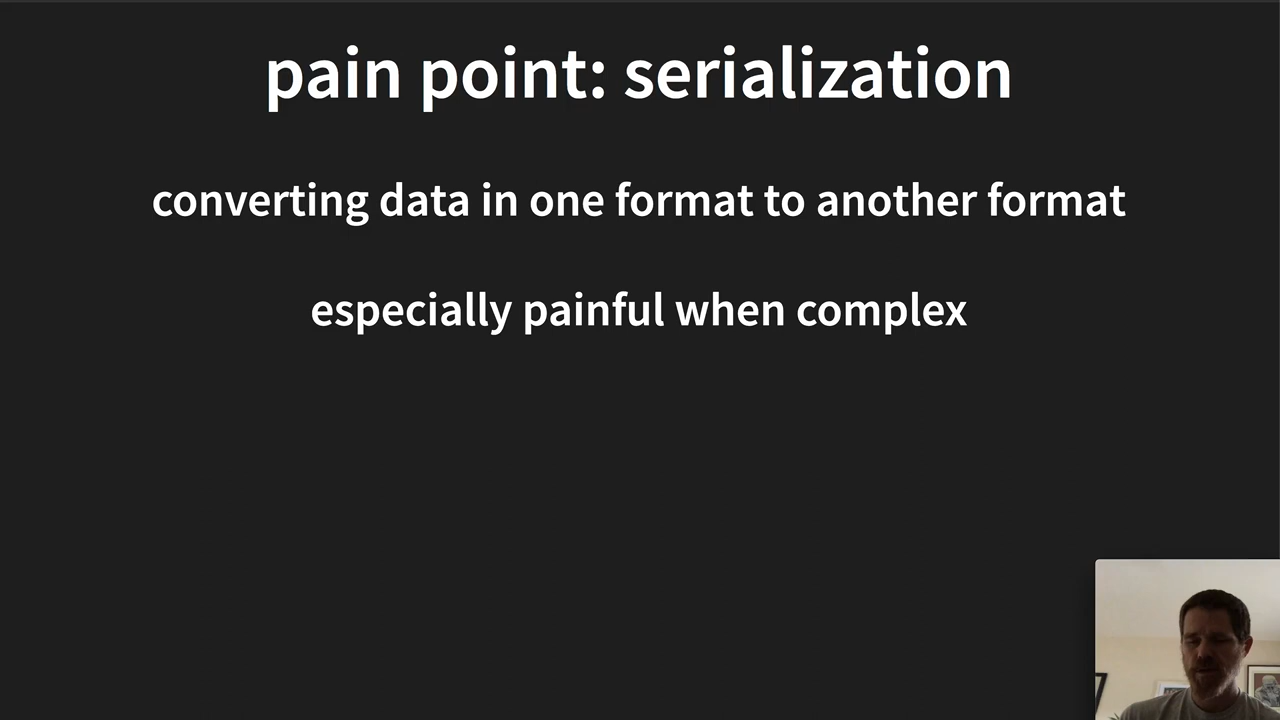 pain point: serialization
converting data in one format to another format
especially painful when complex